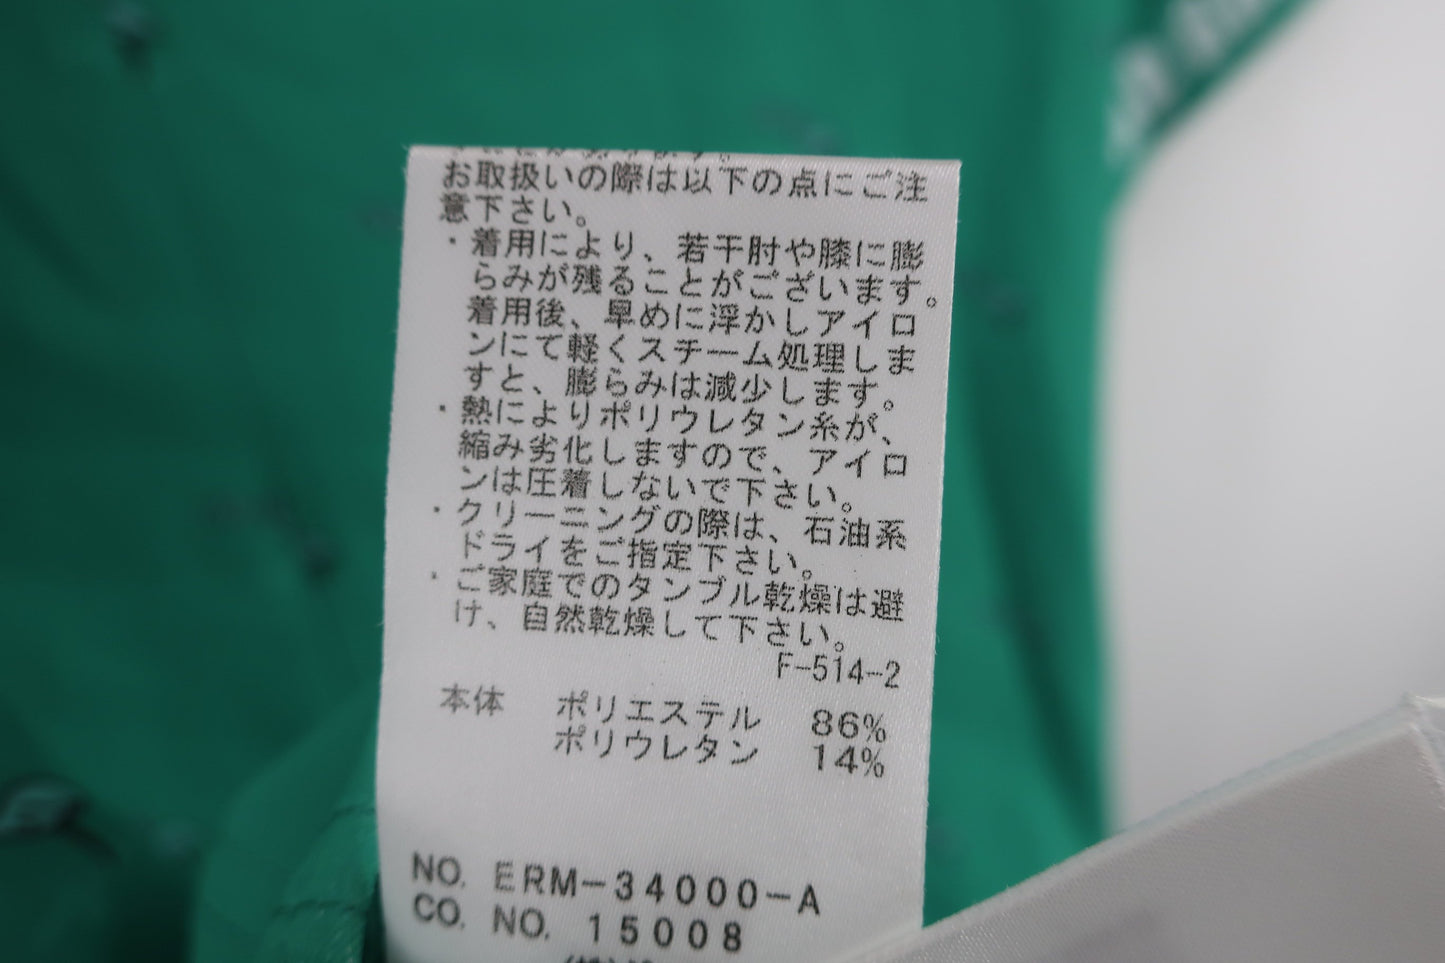 お取扱いの際は以下の点にご注
意下さい。
・着用により、若干肘や膝に膨
らみが残ることがございます。
着用後、早めに浮かしアイロ
ンにて軽くスチーム処理しま
すと、膨らみは減少します。
・熱によりポリウレタン糸が、
縮み劣化しますので、アイロ
ンは圧着しないで下さい。
・クリーニングの際は、石油系
ドライをご指定下さい。
・ご家庭でのタンブル乾燥は避
け、自然乾燥して下さい。
F-514-2
本体 ポリエステル 86%
ポリウレタン 14%
NO. ERM-34000-A
CO. NO. 15008